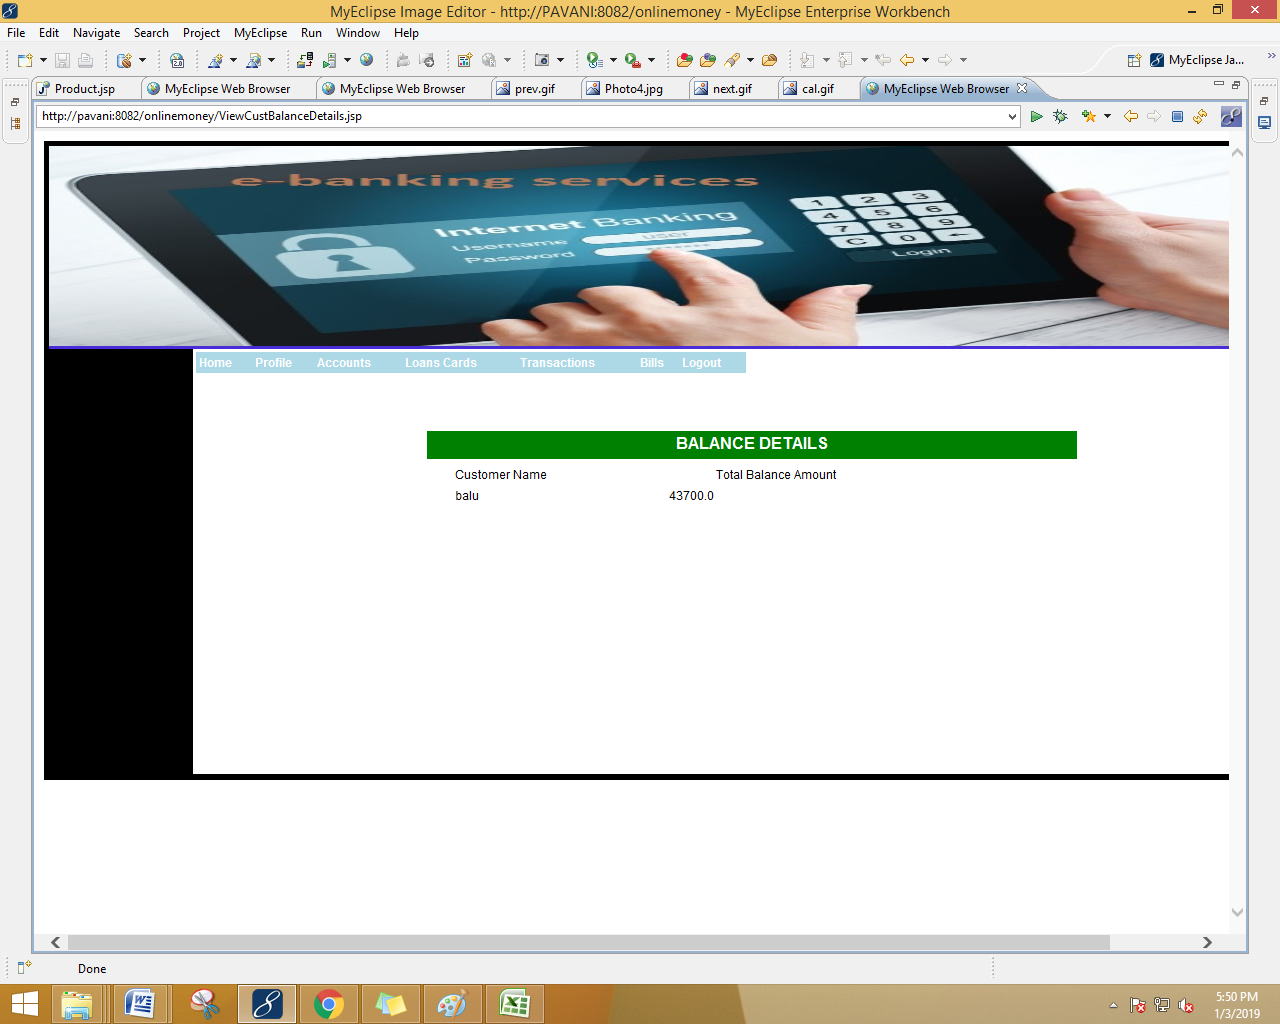 MyEclipse Image Editor - http://PAVANI:8082/onlinemoney - MyEclipse Enterprise Workbench
File Edit Navigate Search Project MyEclipse Run Window Help
2.0
MyEclipse Ja...
Product.jsp MyEclipse Web Browser MyEclipse Web Browser prev.gif Photo4.jpg next.gif cal.gif MyEclipse Web Browser
http://pavani:8082/onlinemoney/ViewCustBalanceDetails.jsp
e-banking services
Internet Banking
Username user
Password *******
1 2 3
4 5 6
7 8 9
C 0
Login
Home Profile Accounts Loans Cards Transactions Bills Logout
BALANCE DETAILS
Customer Name Total Balance Amount
balu 43700.0
Done
5:50 PM
1/3/2019